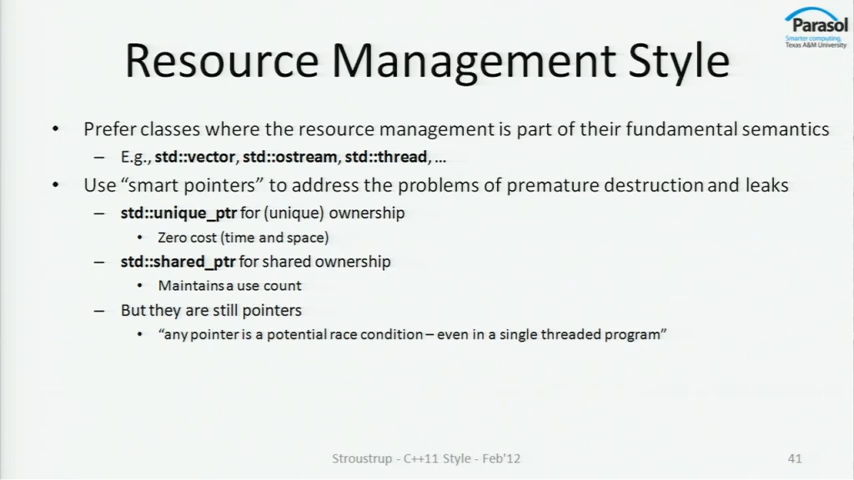 Parasol
Smarter computing.
Texas A&M University
Resource Management Style
• Prefer classes where the resource management is part of their fundamental semantics
– E.g., std::vector, std::ostream, std::thread, …
• Use “smart pointers” to address the problems of premature destruction and leaks
– std::unique_ptr for (unique) ownership
• Zero cost (time and space)
– std::shared_ptr for shared ownership
• Maintains a use count
– But they are still pointers
• “any pointer is a potential race condition – even in a single threaded program”
Stroustrup - C++11 Style - Feb'12
41